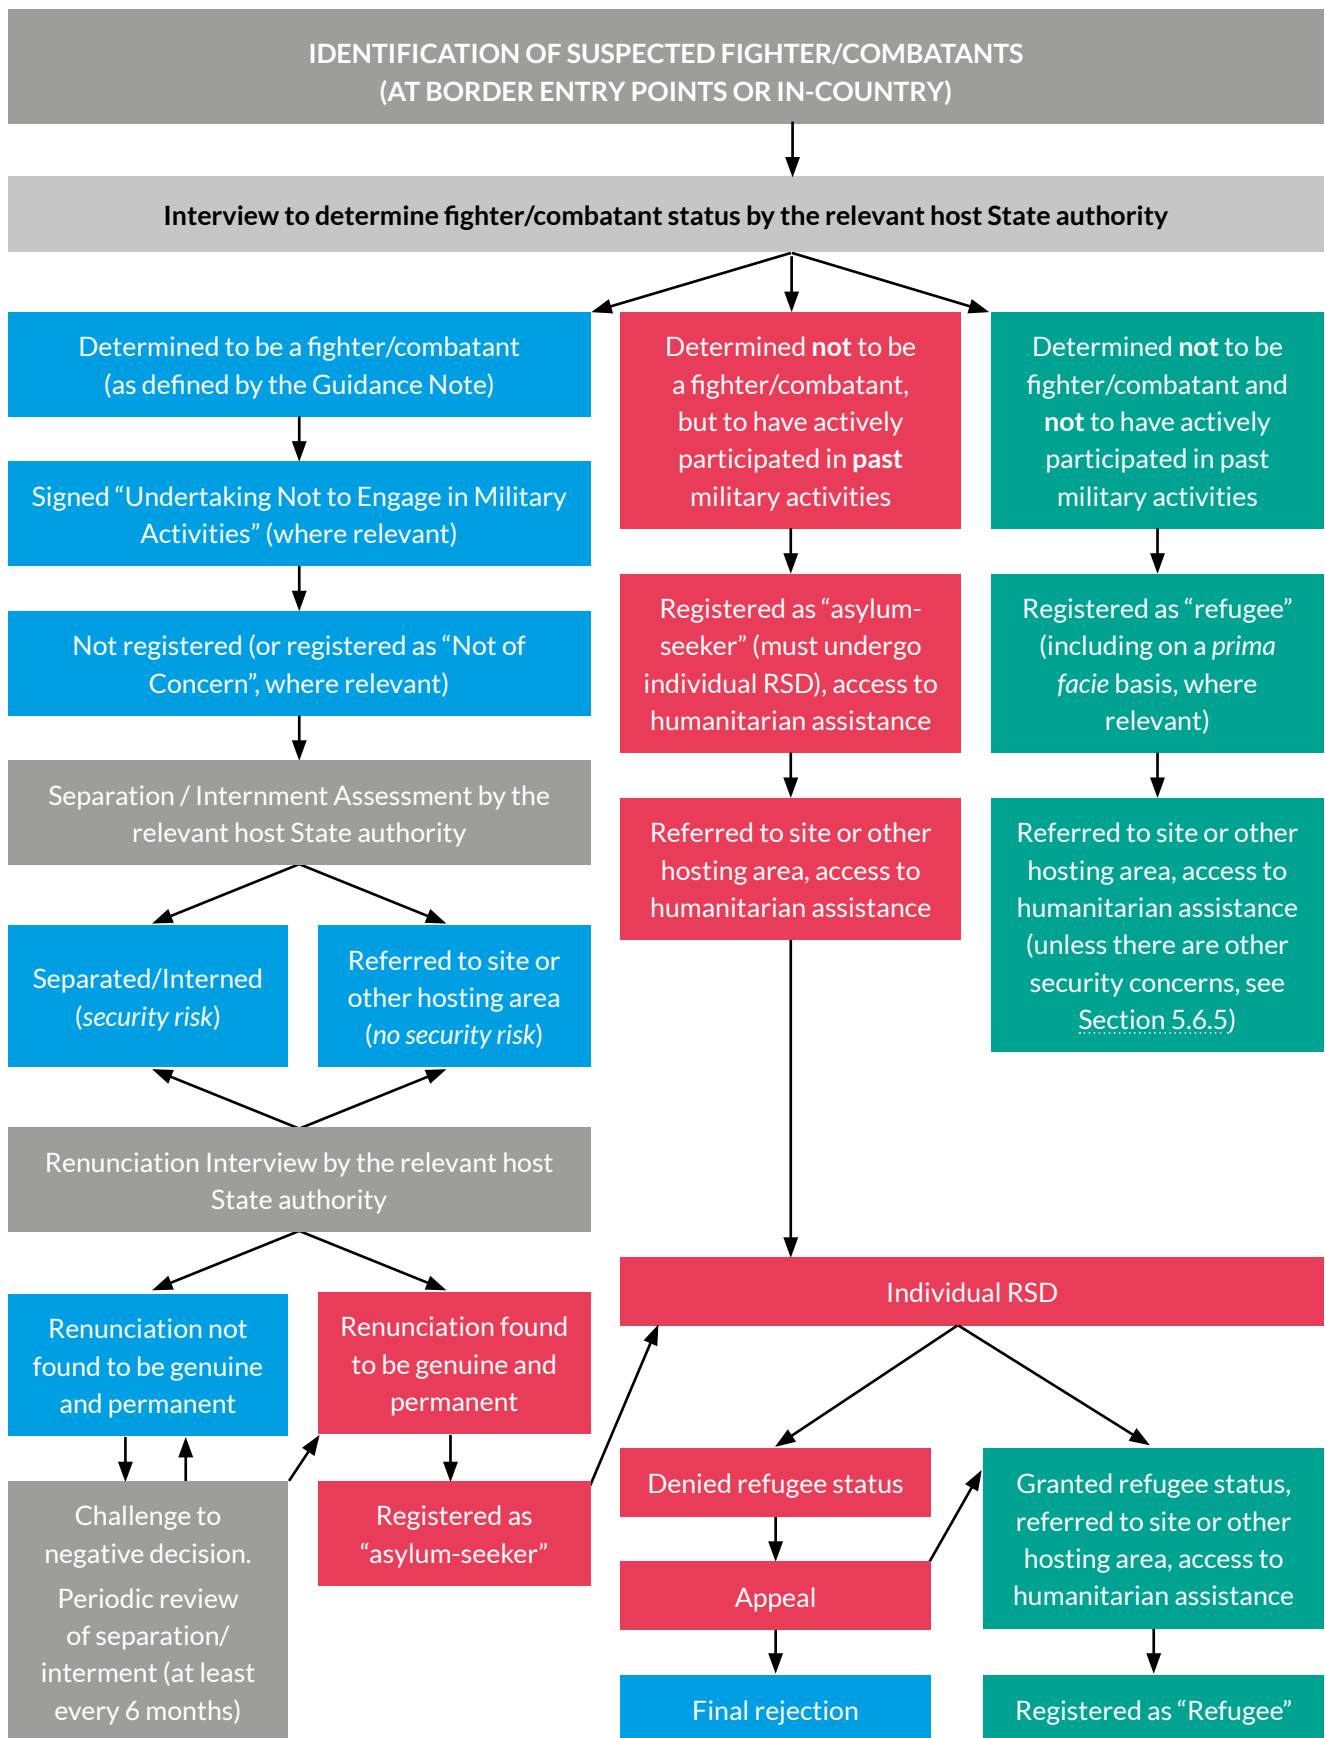 IDENTIFICATION OF SUSPECTED FIGHTER/COMBATANTS
(AT BORDER ENTRY POINTS OR IN-COUNTRY)
Interview to determine fighter/combatant status by the relevant host State authority
Determined to be a fighter/combatant
(as defined by the Guidance Note)
Signed “Undertaking Not to Engage in Military
Activities” (where relevant)
Not registered (or registered as “Not of
Concern”, where relevant)
Separation / Internment Assessment by the
relevant host State authority
Separated/Interned
(security risk)
Referred to site or
other hosting area
(no security risk)
Renunciation Interview by the relevant host
State authority
Renunciation not
found to be genuine
and permanent
Renunciation found
to be genuine and
permanent
Challenge to
negative decision.
Periodic review
of separation/
interment (at least
every 6 months)
Registered as
“asylum-seeker”
Determined not to be
a fighter/combatant,
but to have actively
participated in past
military activities
Registered as “asylum-
seeker” (must undergo
individual RSD), access to
humanitarian assistance
Referred to site or other
hosting area, access to
humanitarian assistance
Determined not to be
fighter/combatant and
not to have actively
participated in past
military activities
Registered as “refugee”
(including on a prima
facie basis, where
relevant)
Referred to site or other
hosting area, access to
humanitarian assistance
(unless there are other
security concerns, see
Section 5.6.5)
Individual RSD
Denied refugee status
Appeal
Final rejection
Granted refugee status,
referred to site or other
hosting area, access to
humanitarian assistance
Registered as “Refugee”